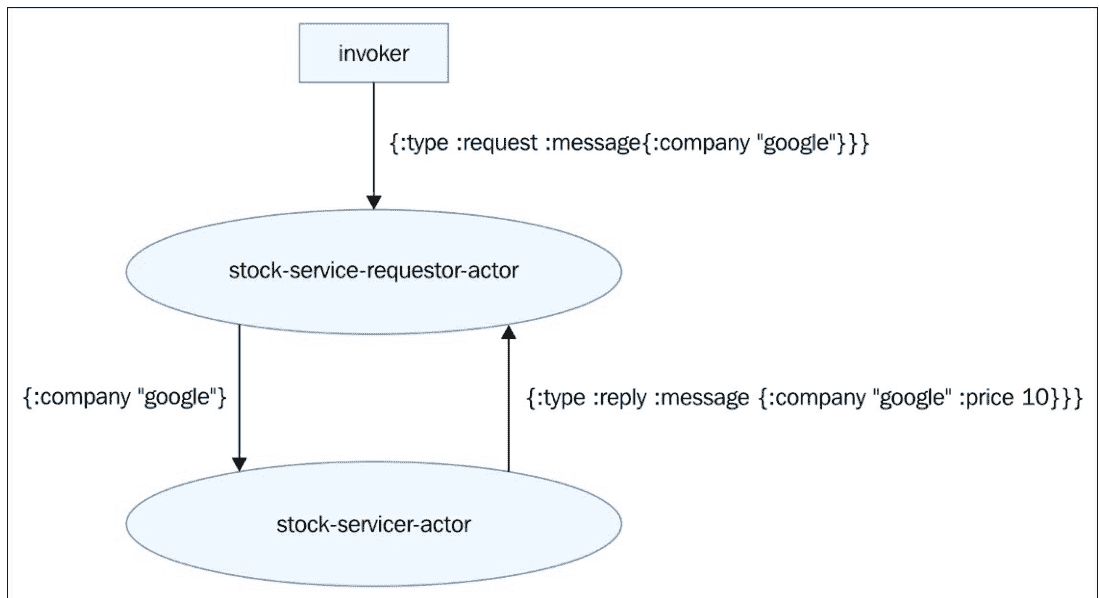 invoker
{:type :request :message{:company "google"}}}
stock-service-requestor-actor
{:company "google"}
{:type :reply :message {:company "google" :price 10}}}
stock-servicer-actor